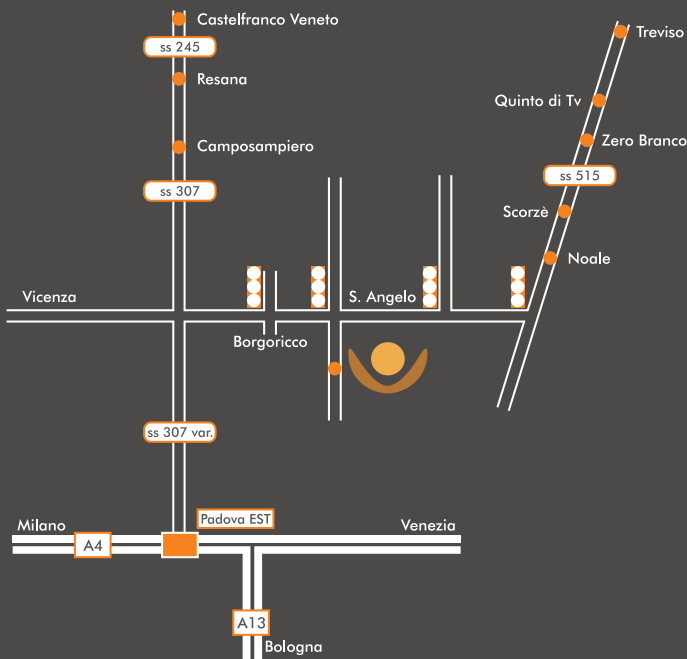 Castelfranco Veneto
Treviso
ss 245
Resana
Quinto di Tv
Zero Branco
Camposampiero
ss 515
ss 307
Scorzè
Noale
Vicenza
S. Angelo
Borgoricco
ss 307 var.
Padova EST
Milano
Venezia
A4
A13
Bologna